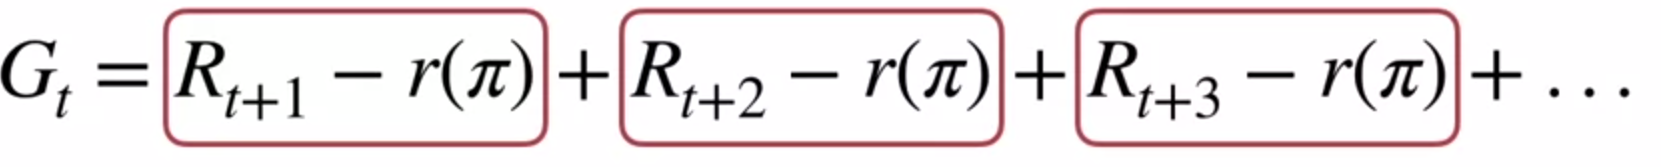 G_t = R_{t+1} − r(π) + R_{t+2} − r(π) + R_{t+3} − r(π) + ...